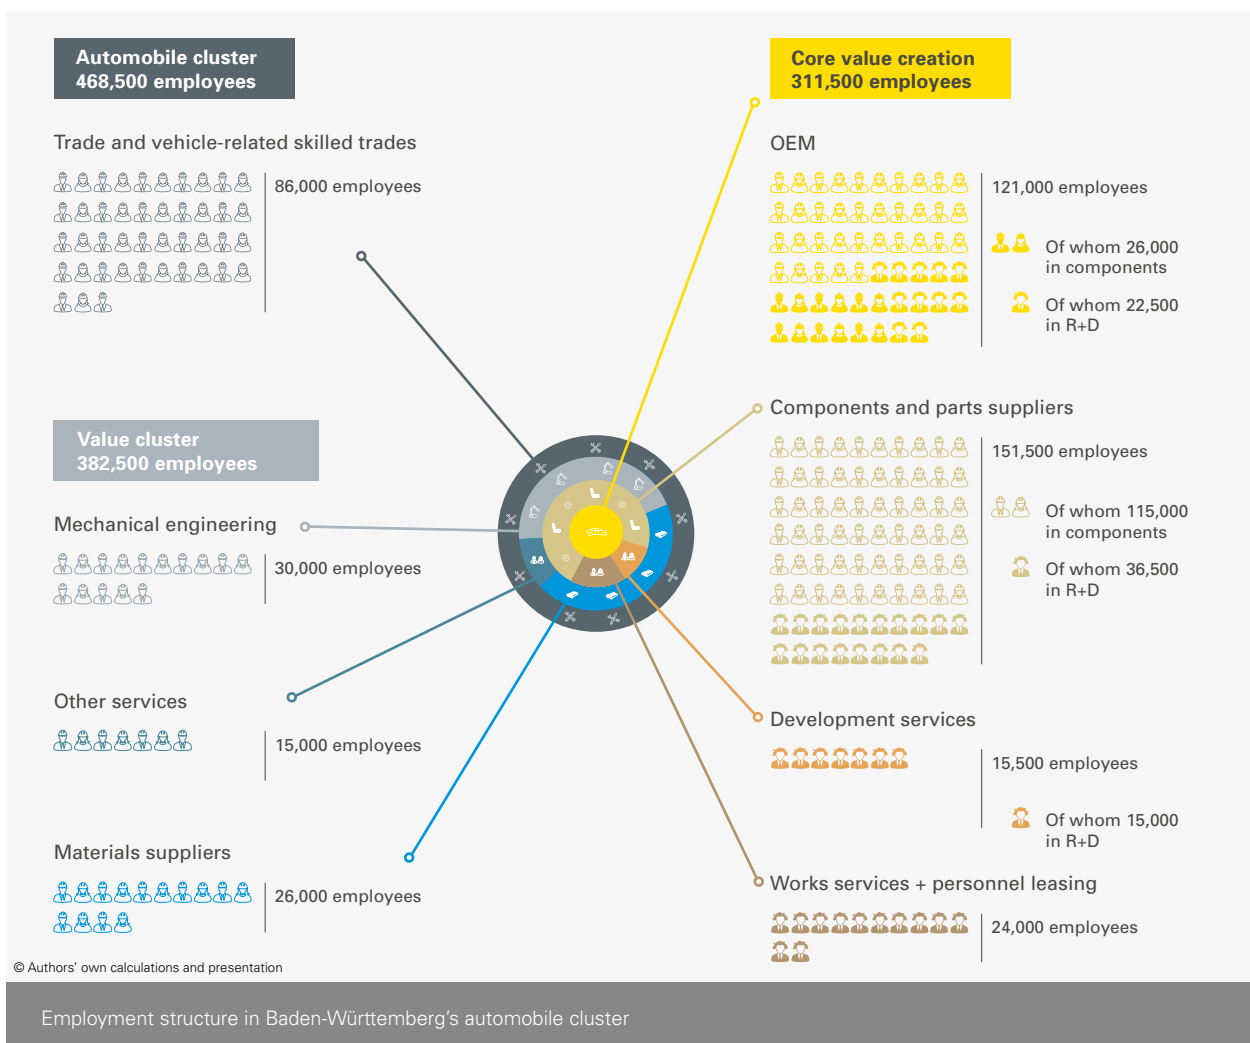 Automobile cluster
468,500 employees
Trade and vehicle-related skilled trades
86,000 employees
Value cluster
382,500 employees
Mechanical engineering
30,000 employees
Other services
15,000 employees
Materials suppliers
26,000 employees
Core value creation
311,500 employees
OEM
121,000 employees
Of whom 26,000
in components
Of whom 22,500
in R+D
Components and parts suppliers
151,500 employees
Of whom 115,000
in components
Of whom 36,500
in R+D
Development services
15,500 employees
Of whom 15,000
in R+D
Works services + personnel leasing
24,000 employees
© Authors’ own calculations and presentation
Employment structure in Baden-Württemberg’s automobile cluster